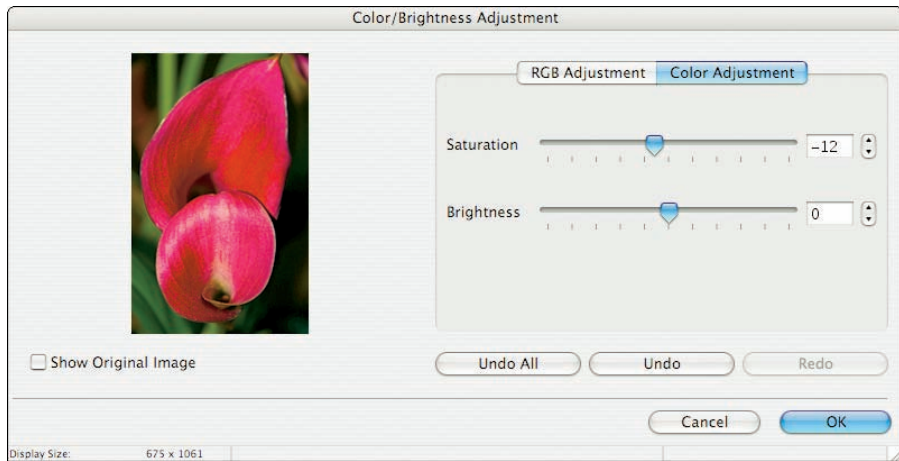 Color/Brightness Adjustment
RGB Adjustment Color Adjustment
Saturation -12
Brightness 0
Show Original Image
Undo All Undo Redo
Cancel OK
Display Size: 675 x 1061